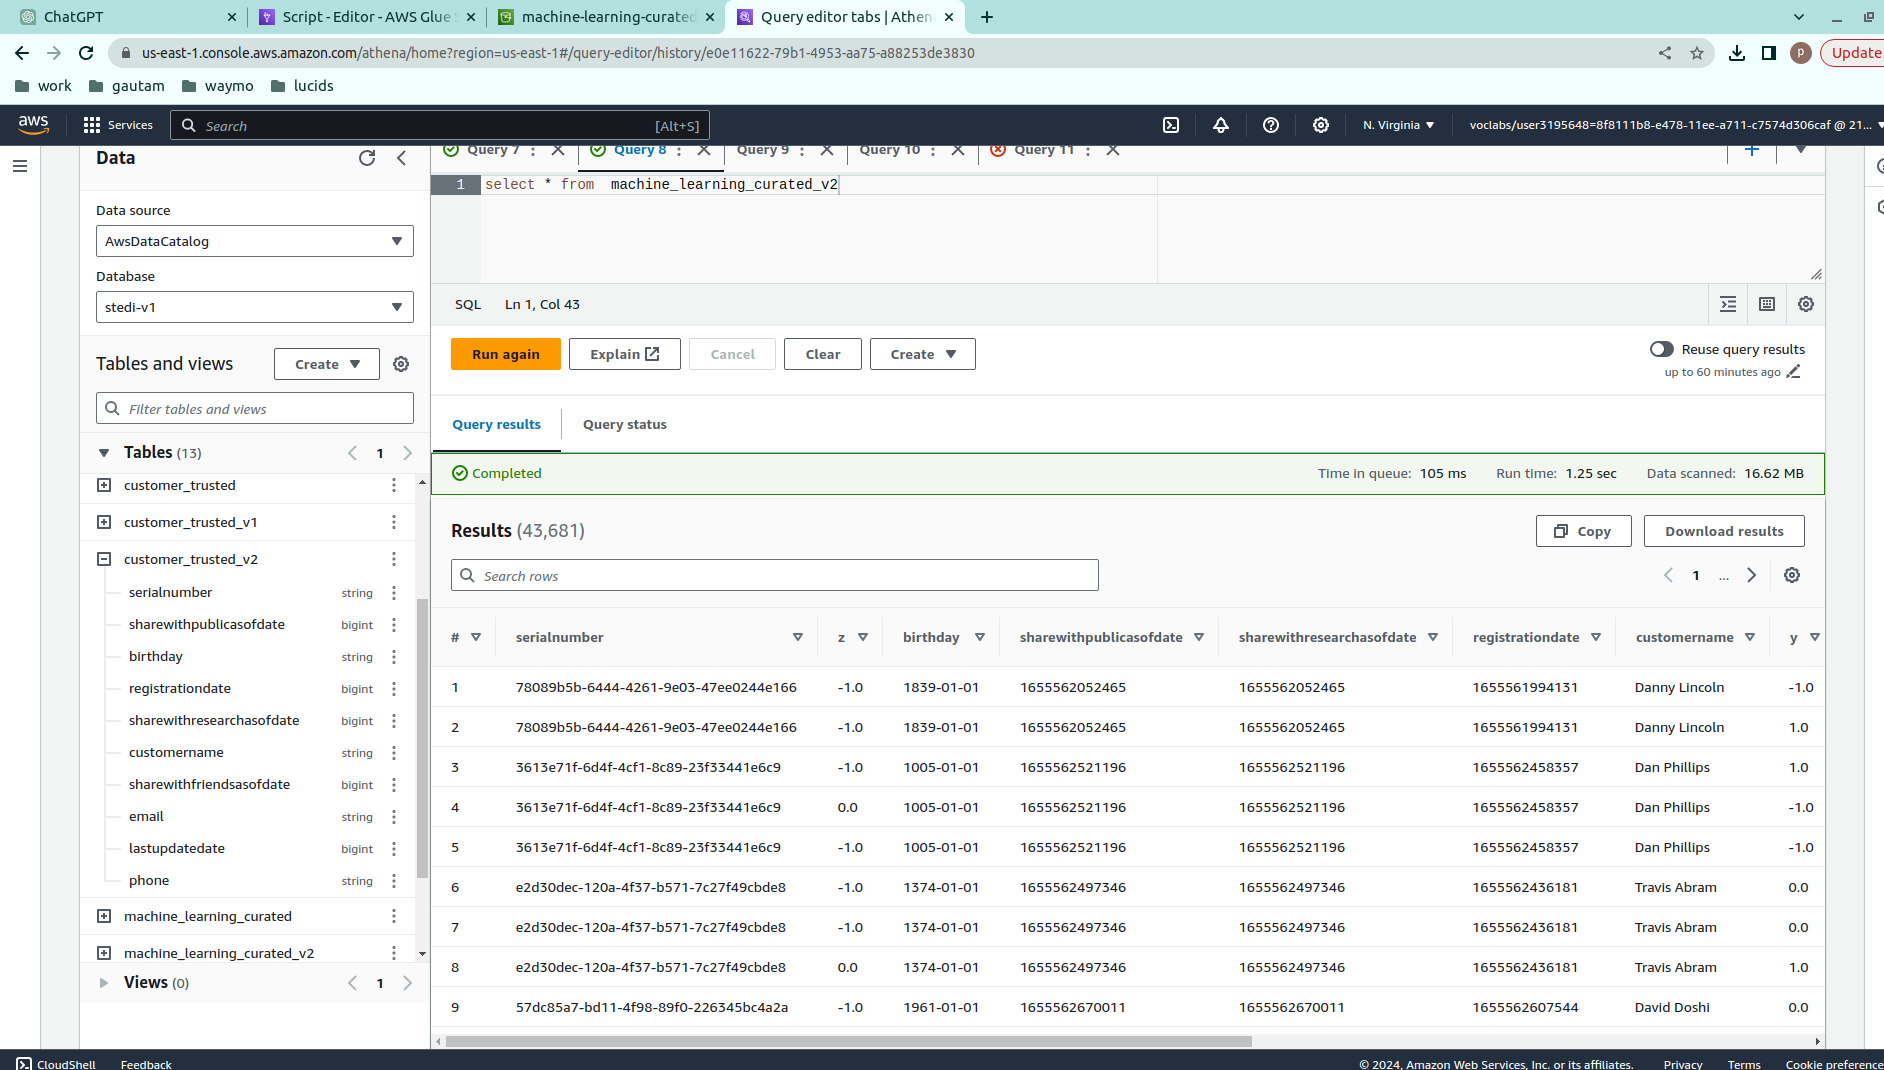 ChatGPT
Script - Editor - AWS Glue S
machine-learning-curated
Query editor tabs | Athen
us-east-1.console.aws.amazon.com/athena/home?region=us-east-1#/query-editor/history/e0e11622-79b1-4953-aa75-a88253de3830
p
Update
work
gautam
waymo
lucids
aws
Services
Search
[Alt+S]
N. Virginia
voclabs/user3195648=8f8111b8-e478-11ee-a711-c7574d306caf @ 21...
Data
Data source
AwsDataCatalog
Database
stedi-v1
Tables and views
Create
Filter tables and views
Tables (13)
1
customer_trusted
customer_trusted_v1
customer_trusted_v2
serialnumber string
sharewithpublicasofdate bigint
birthday string
registrationdate bigint
sharewithresearchasofdate bigint
customername string
sharewithfriendsasofdate bigint
email string
lastupdatedate bigint
phone string
machine_learning_curated
machine_learning_curated_v2
Views (0)
1
Query 7
Query 8
Query 9
Query 10
Query 11
1 select * from machine_learning_curated_v2
SQL
Ln 1, Col 43
Run again
Explain
Cancel
Clear
Create
Reuse query results
up to 60 minutes ago
Query results
Query status
Completed
Time in queue: 105 ms
Run time: 1.25 sec
Data scanned: 16.62 MB
Results (43,681)
Copy
Download results
Search rows
1 ...
# serialnumber z birthday sharewithpublicasofdate sharewithresearchasofdate registrationdate customername y
1 78089b5b-6444-4261-9e03-47ee0244e166 -1.0 1839-01-01 1655562052465 1655562052465 1655561994131 Danny Lincoln -1.0
2 78089b5b-6444-4261-9e03-47ee0244e166 -1.0 1839-01-01 1655562052465 1655562052465 1655561994131 Danny Lincoln 1.0
3 3613e71f-6d4f-4cf1-8c89-23f33441e6c9 -1.0 1005-01-01 1655562521196 1655562521196 1655562458357 Dan Phillips 1.0
4 3613e71f-6d4f-4cf1-8c89-23f33441e6c9 0.0 1005-01-01 1655562521196 1655562521196 1655562458357 Dan Phillips -1.0
5 3613e71f-6d4f-4cf1-8c89-23f33441e6c9 -1.0 1005-01-01 1655562521196 1655562521196 1655562458357 Dan Phillips -1.0
6 e2d30dec-120a-4f37-b571-7c27f49cbde8 -1.0 1374-01-01 1655562497346 1655562497346 1655562436181 Travis Abram 0.0
7 e2d30dec-120a-4f37-b571-7c27f49cbde8 -1.0 1374-01-01 1655562497346 1655562497346 1655562436181 Travis Abram 0.0
8 e2d30dec-120a-4f37-b571-7c27f49cbde8 0.0 1374-01-01 1655562497346 1655562497346 1655562436181 Travis Abram 1.0
9 57dc85a7-bd11-4f98-89f0-226345bc4a2a -1.0 1961-01-01 1655562670011 1655562670011 1655562607544 David Doshi 0.0
CloudShell
Feedback
© 2024, Amazon Web Services, Inc. or its affiliates.
Privacy
Terms
Cookie preference